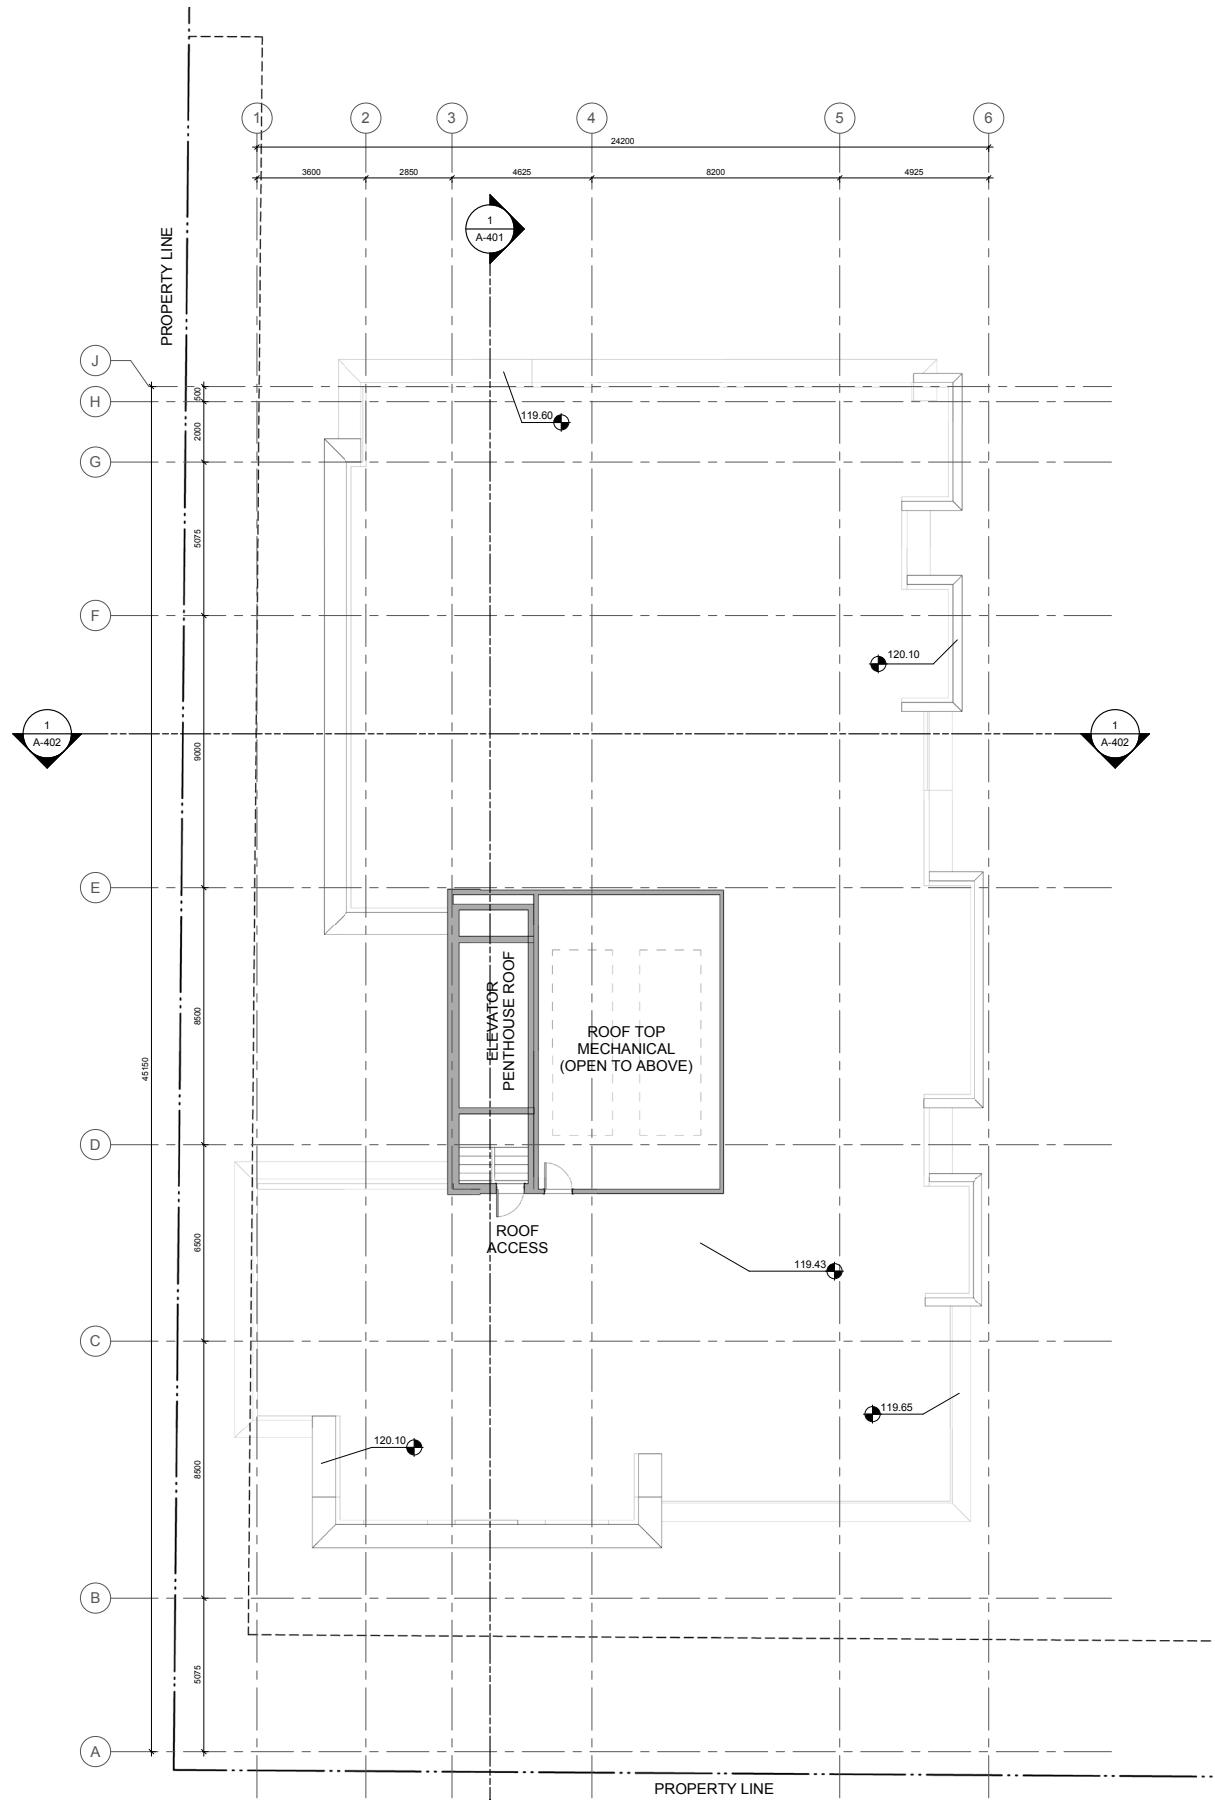 1
2
3
4
5
6
24200
3600
2850
4625
8200
4925
1
A-401
PROPERTY LINE
J
H
G
F
E
D
C
B
A
500
2000
5075
9000
8500
6500
8500
5075
45150
119.60
120.10
1
A-402
1
A-402
ELEVATOR
PENTHOUSE ROOF
ROOF TOP
MECHANICAL
(OPEN TO ABOVE)
ROOF
ACCESS
119.43
119.65
120.10
PROPERTY LINE